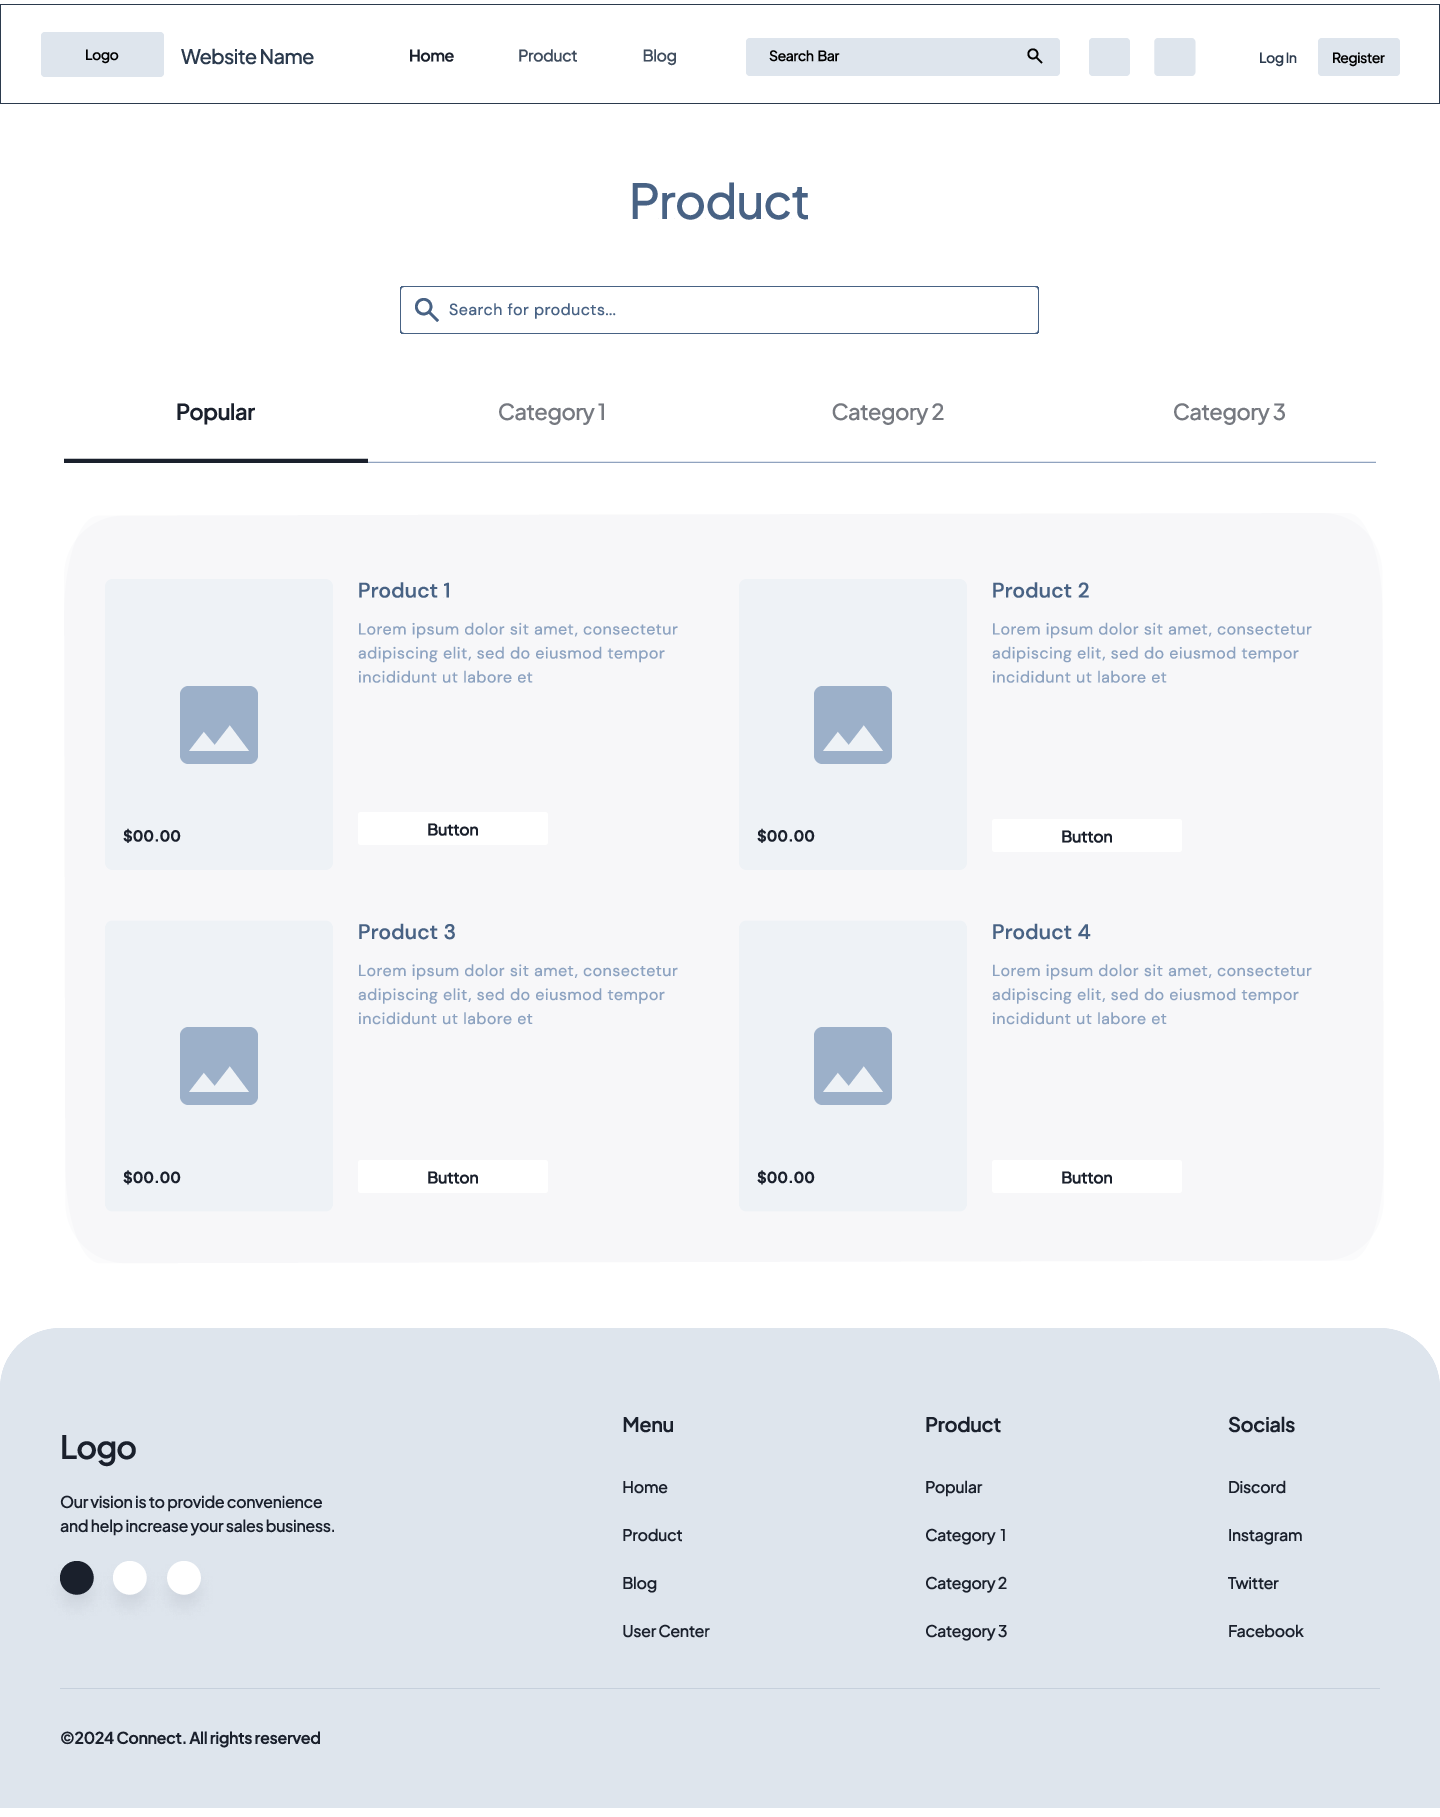 Logo
Website Name
Home
Product
Blog
Search Bar
Log In
Register
Product
Search for products...
Popular
Category 1
Category 2
Category 3
Product 1
Lorem ipsum dolor sit amet, consectetur
adipiscing elit, sed do eiusmod tempor
incididunt ut labore et
$00.00
Button
Product 2
Lorem ipsum dolor sit amet, consectetur
adipiscing elit, sed do eiusmod tempor
incididunt ut labore et
$00.00
Button
Product 3
Lorem ipsum dolor sit amet, consectetur
adipiscing elit, sed do eiusmod tempor
incididunt ut labore et
$00.00
Button
Product 4
Lorem ipsum dolor sit amet, consectetur
adipiscing elit, sed do eiusmod tempor
incididunt ut labore et
$00.00
Button
Logo
Our vision is to provide convenience
and help increase your sales business.
Menu
Home
Product
Blog
User Center
Product
Popular
Category 1
Category 2
Category 3
Socials
Discord
Instagram
Twitter
Facebook
©2024 Connect. All rights reserved